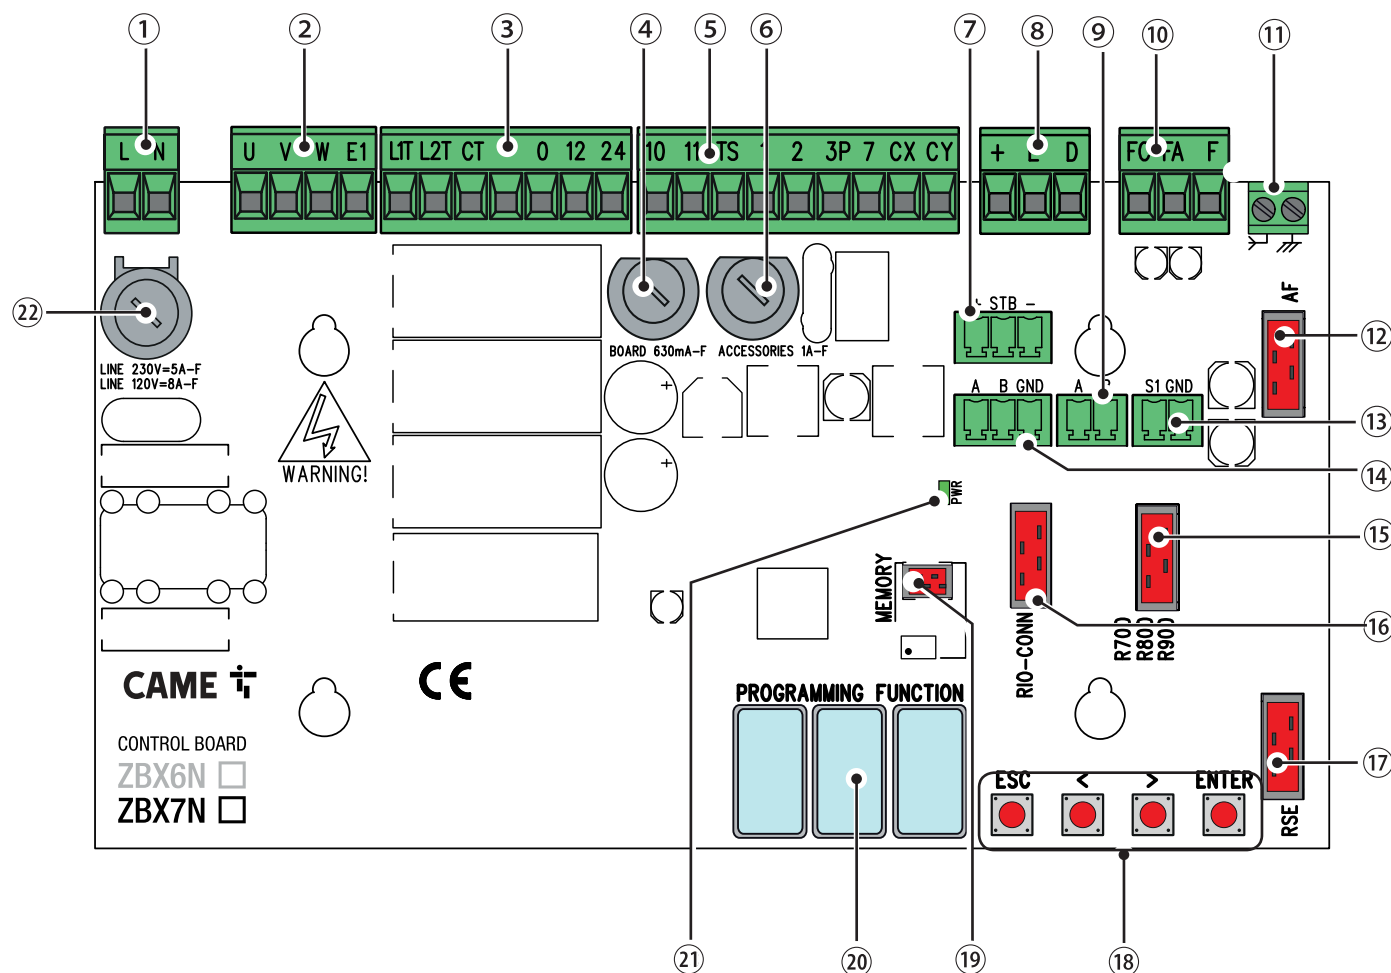 1 2 3 4 5 6 7 8 9 10 11
L N
U V W E1
L1T L2T CT 0 12 24
10 11 TS 1 2 3P 7 CX CY
+ E D
FC FA F
22
LINE 230V=5A-F
LINE 120V=8A-F
BOARD 630mA-F
ACCESSORIES 1A-F
+ STB -
AF
12
A B GND
A B
S1 GND
13
14
WARNING!
+
+
PWR
MEMORY
RIO-CONN
R700
R800
R900
15
16
CAME
CE
PROGRAMMING FUNCTION
CONTROL BOARD
ZBX6N
ZBX7N
ESC < > ENTER
RSE
17
21 20 19 18